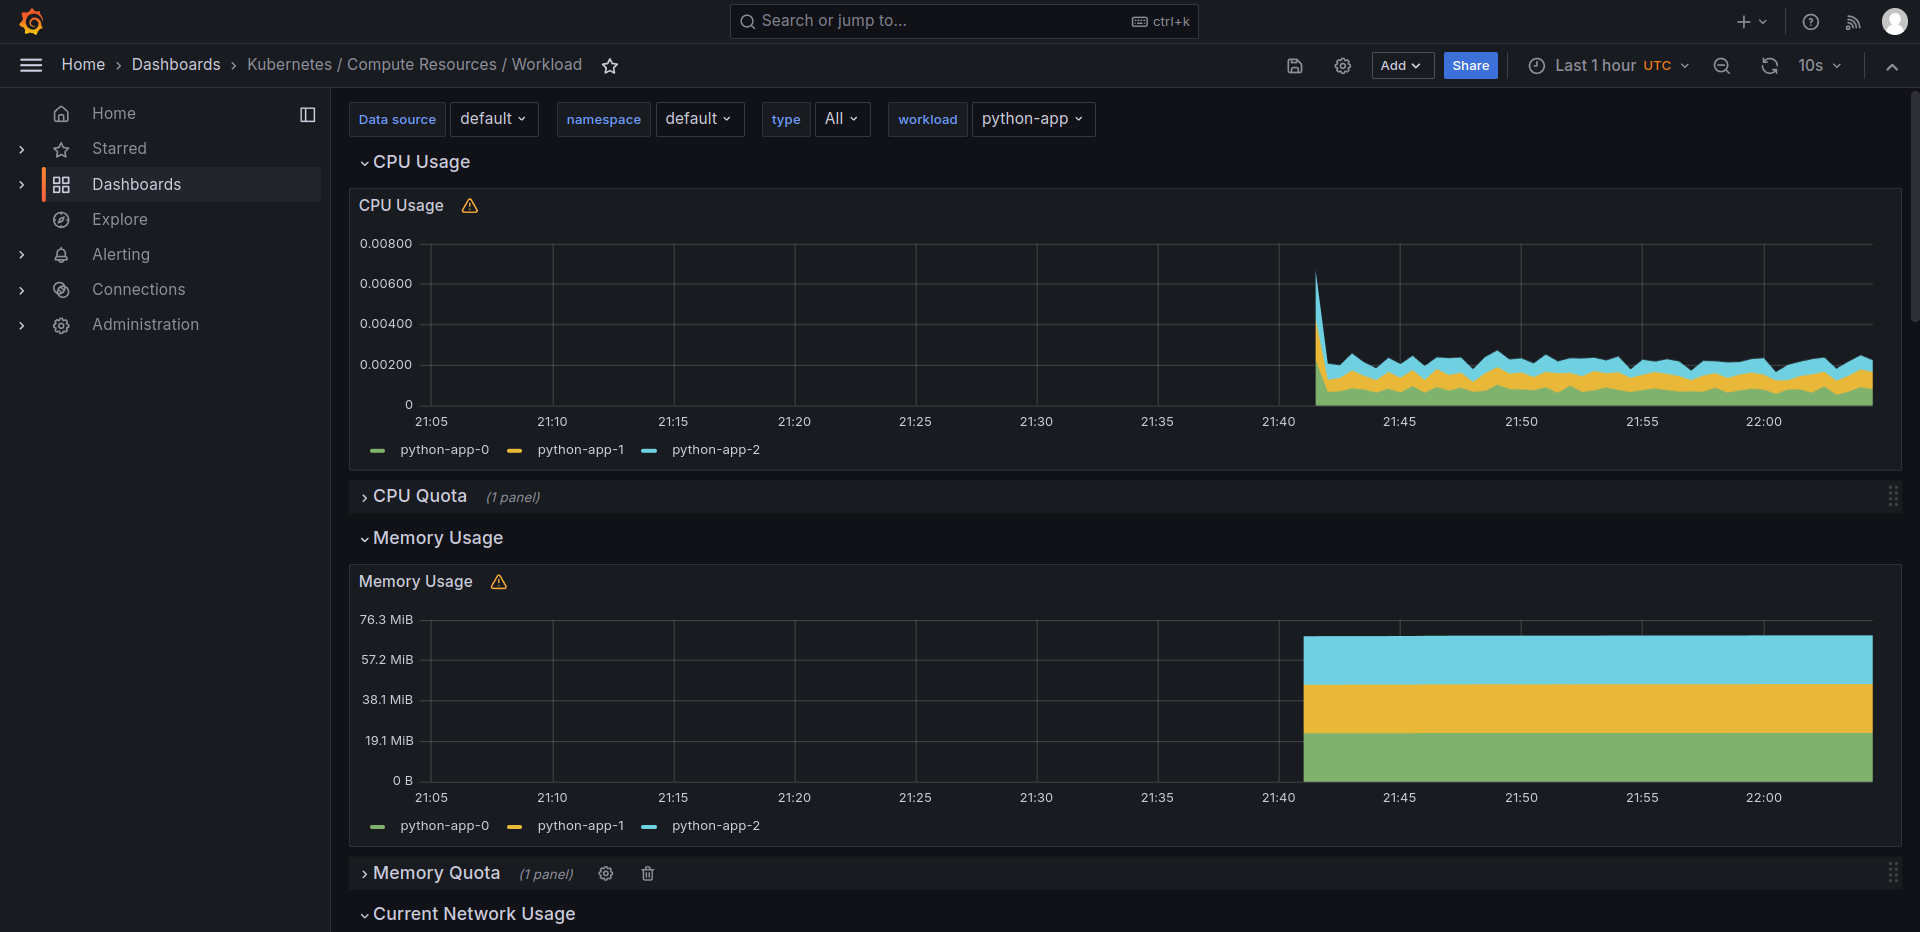 Search or jump to... ctrl+k
Home › Dashboards › Kubernetes / Compute Resources / Workload Add Share Last 1 hour UTC 10s
Home
Starred
Dashboards
Explore
Alerting
Connections
Administration
Data source default namespace default type All workload python-app
CPU Usage
CPU Usage
0.00800
0.00600
0.00400
0.00200
0
21:05 21:10 21:15 21:20 21:25 21:30 21:35 21:40 21:45 21:50 21:55 22:00
python-app-0 python-app-1 python-app-2
CPU Quota (1 panel)
Memory Usage
Memory Usage
76.3 MiB
57.2 MiB
38.1 MiB
19.1 MiB
0 B
21:05 21:10 21:15 21:20 21:25 21:30 21:35 21:40 21:45 21:50 21:55 22:00
python-app-0 python-app-1 python-app-2
Memory Quota (1 panel)
Current Network Usage